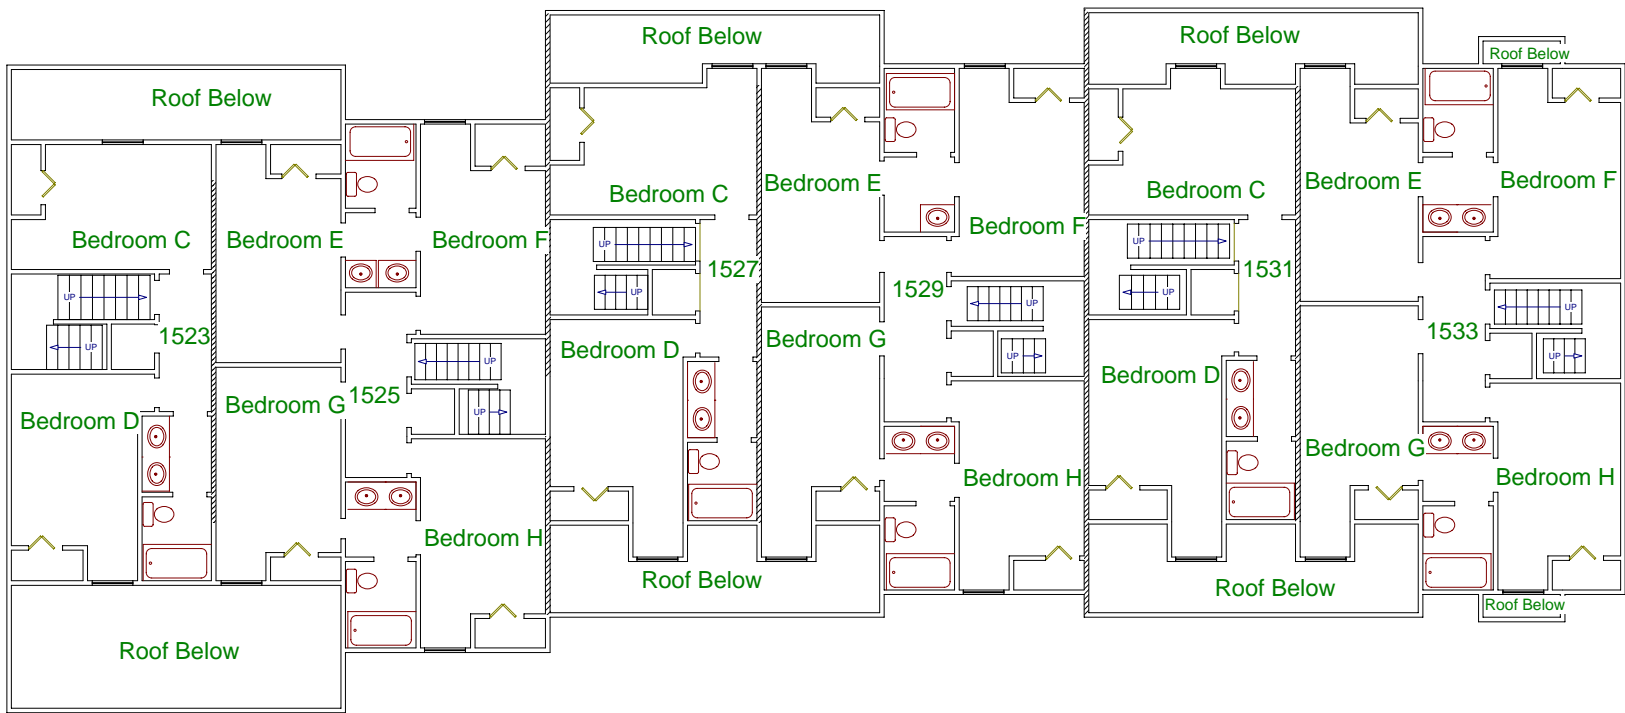 Roof Below
Roof Below
Roof Below
Roof Below
Bedroom C
Bedroom E
Bedroom F
Bedroom C
Bedroom E
Bedroom F
Bedroom C
Bedroom E
Bedroom F
UP
UP
1523
UP
UP
1525
UP
UP
1527
UP
UP
1529
UP
UP
1531
UP
UP
1533
Bedroom D
Bedroom G
Bedroom H
Bedroom D
Bedroom G
Bedroom H
Bedroom D
Bedroom G
Bedroom H
Roof Below
Roof Below
Roof Below
Roof Below